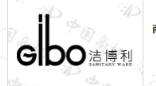 Gibo 洁博利
SANITARY WARE